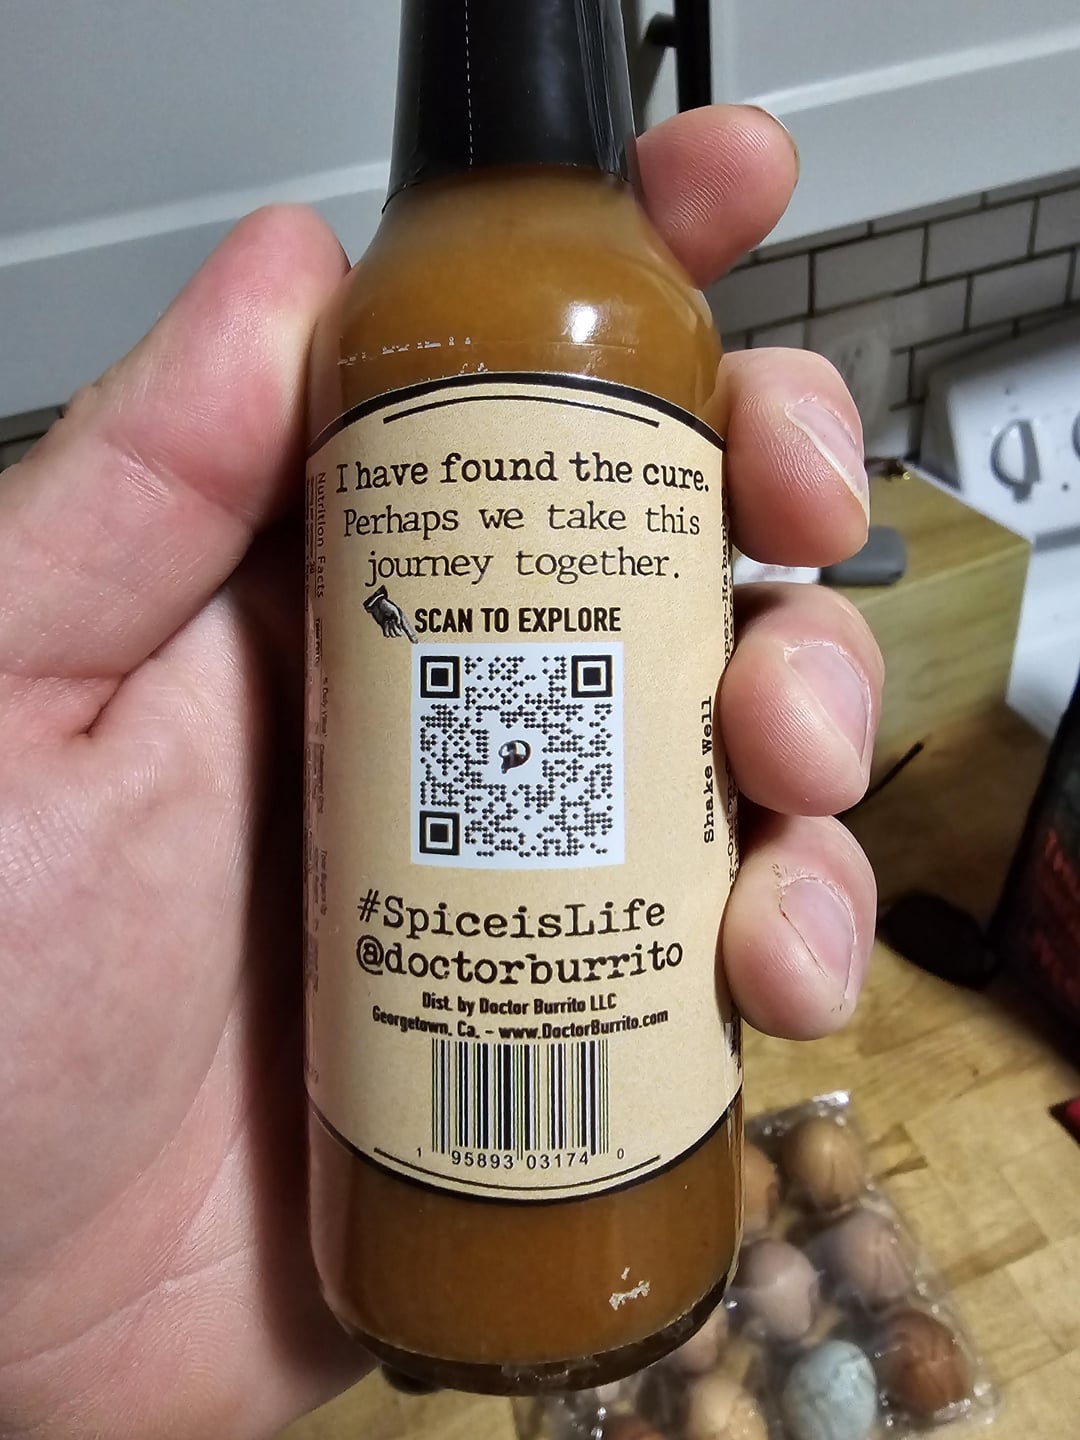 I have found the cure.
Perhaps we take this
journey together.
SCAN TO EXPLORE
#SpiceisLife
@doctorburrito
Dist. by Doctor Burrito LLC
Georgetown, Ca. - www.DoctorBurrito.com
1 95893 03174 0
Nutrition Facts
Shake Well